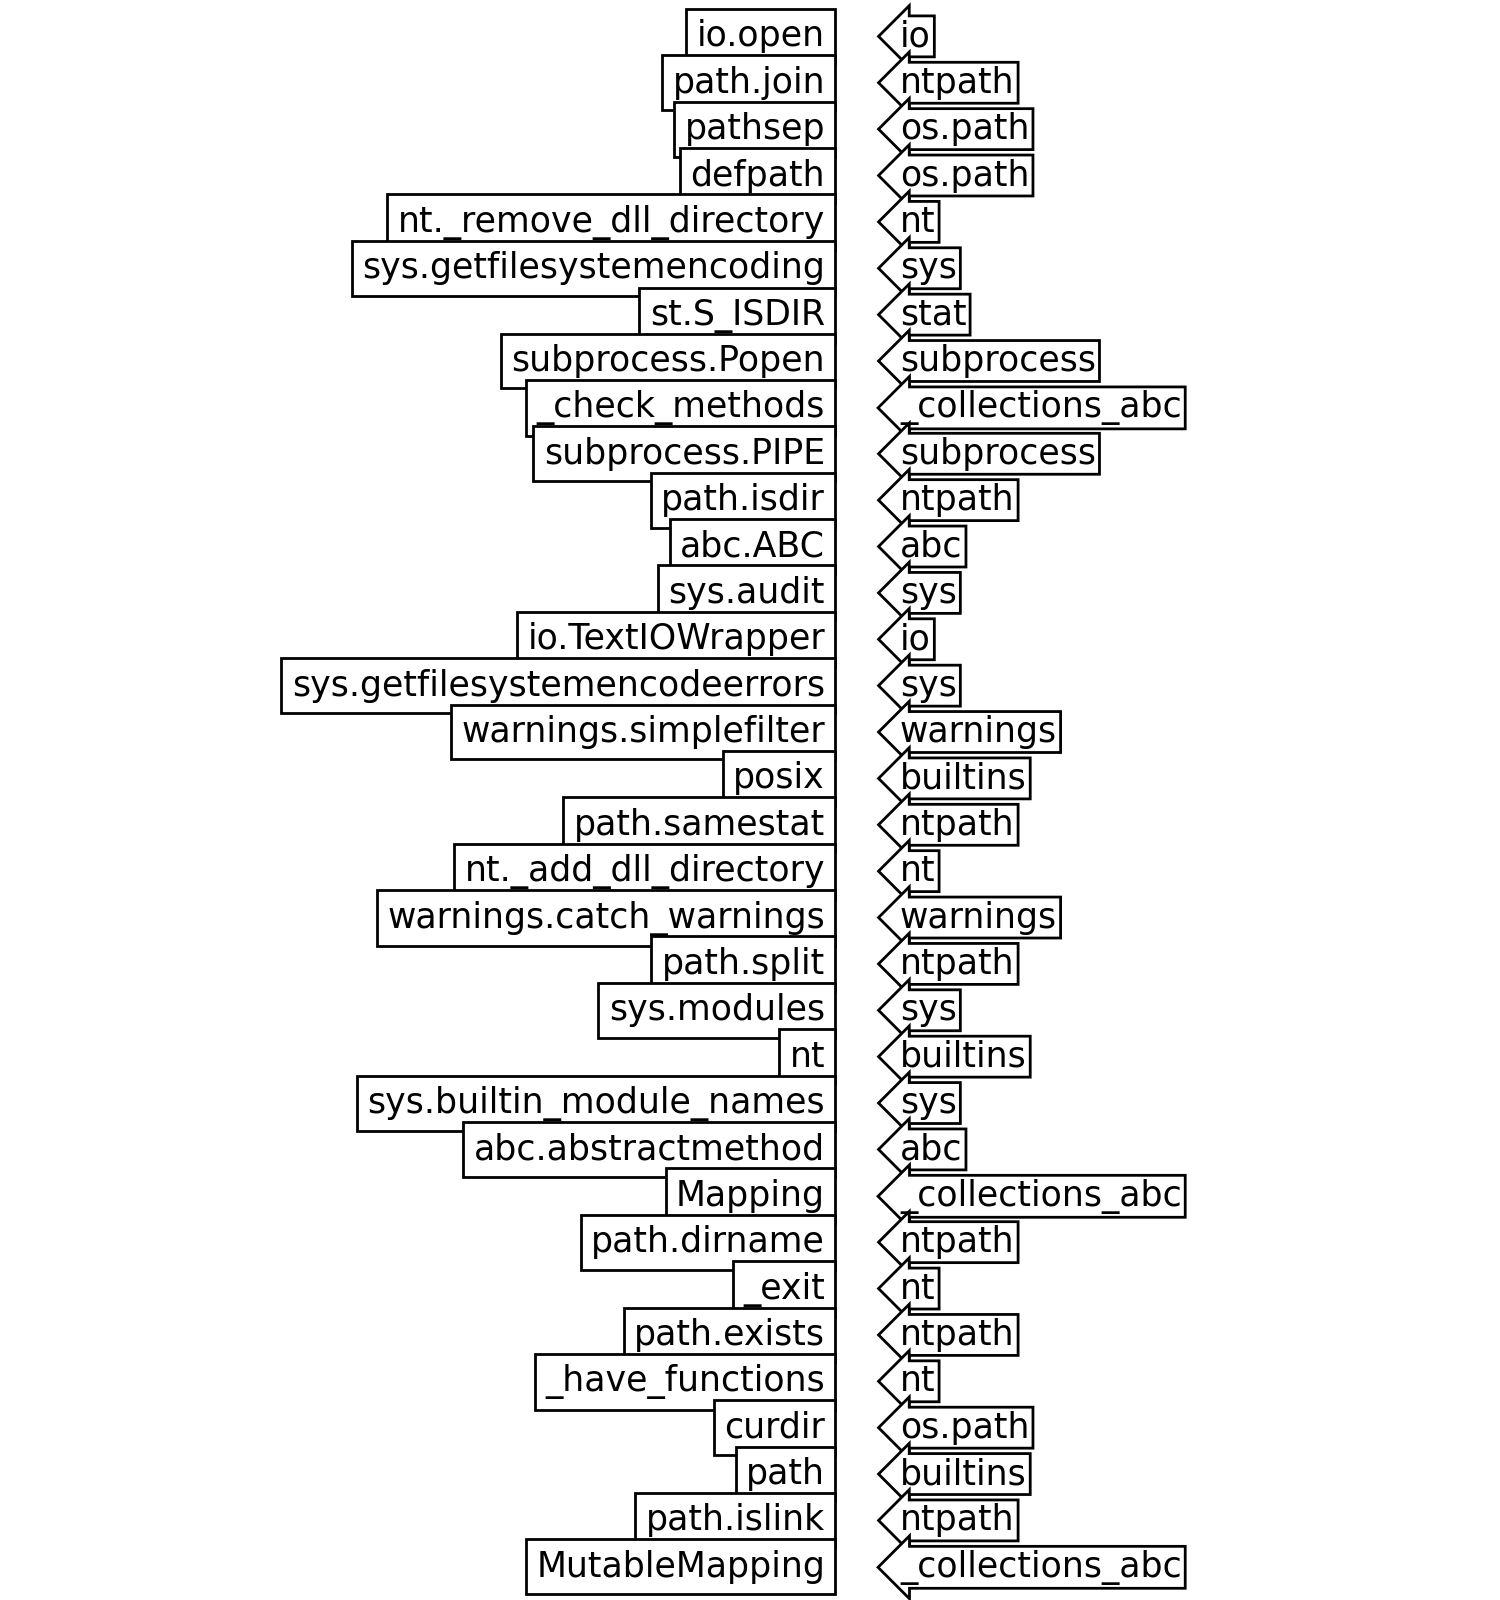 io.open io
path.join ntpath
pathsep os.path
defpath os.path
nt._remove_dll_directory nt
sys.getfilesystemencoding sys
st.S_ISDIR stat
subprocess.Popen subprocess
_check_methods _collections_abc
subprocess.PIPE subprocess
path.isdir ntpath
abc.ABC abc
sys.audit sys
io.TextIOWrapper io
sys.getfilesystemencodeerrors sys
warnings.simplefilter warnings
posix builtins
path.samestat ntpath
nt._add_dll_directory nt
warnings.catch_warnings warnings
path.split ntpath
sys.modules sys
nt builtins
sys.builtin_module_names sys
abc.abstractmethod abc
Mapping _collections_abc
path.dirname ntpath
_exit nt
path.exists ntpath
_have_functions nt
curdir os.path
path builtins
path.islink ntpath
MutableMapping _collections_abc